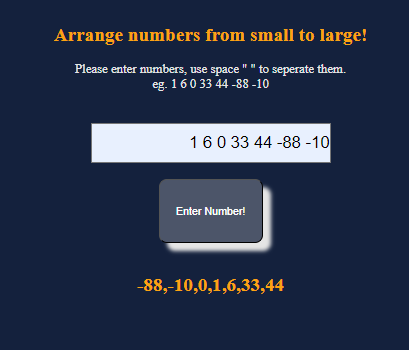 Arrange numbers from small to large!
Please enter numbers, use space " " to seperate them.
eg. 1 6 0 33 44 -88 -10
1 6 0 33 44 -88 -10
Enter Number!
-88,-10,0,1,6,33,44